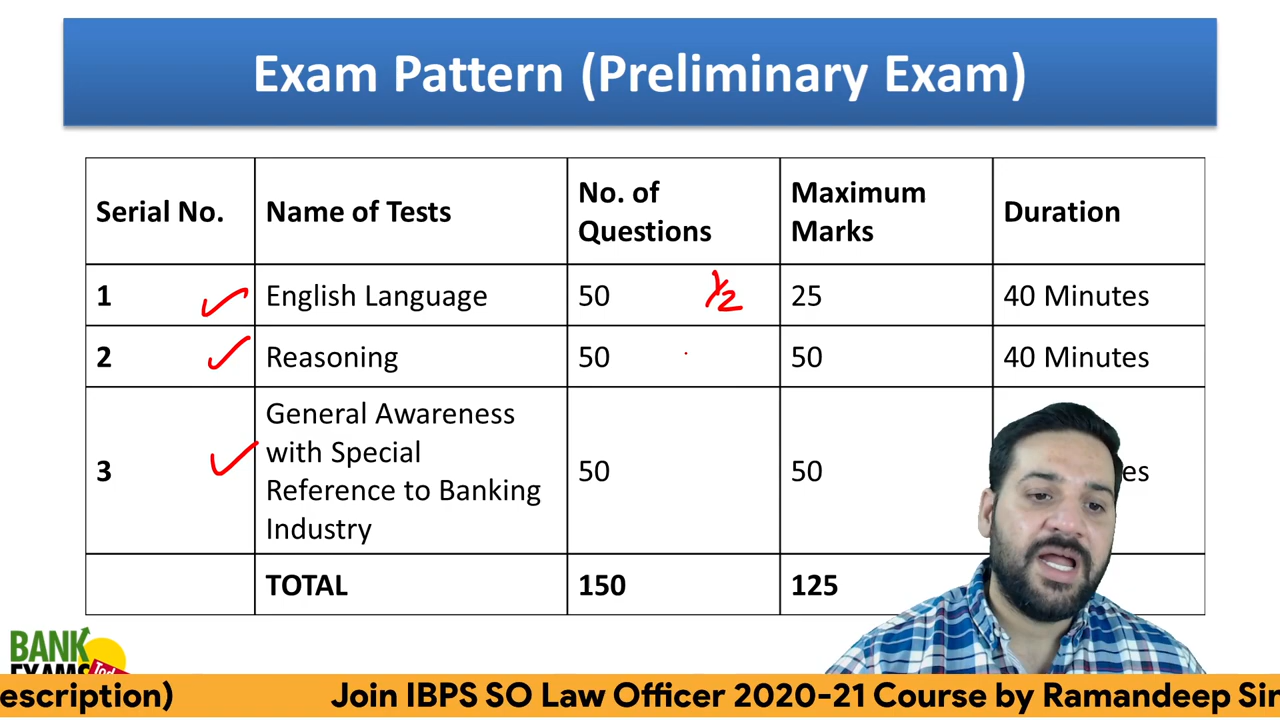 Exam Pattern (Preliminary Exam)
Serial No. Name of Tests No. of Questions Maximum Marks Duration
1 English Language 50 1/2 25 40 Minutes
2 Reasoning 50 50 40 Minutes
3 General Awareness with Special Reference to Banking Industry 50 50 es
TOTAL 150 125
BANK
EXAMS Today
escription) Join IBPS SO Law Officer 2020-21 Course by Ramandeep Sin